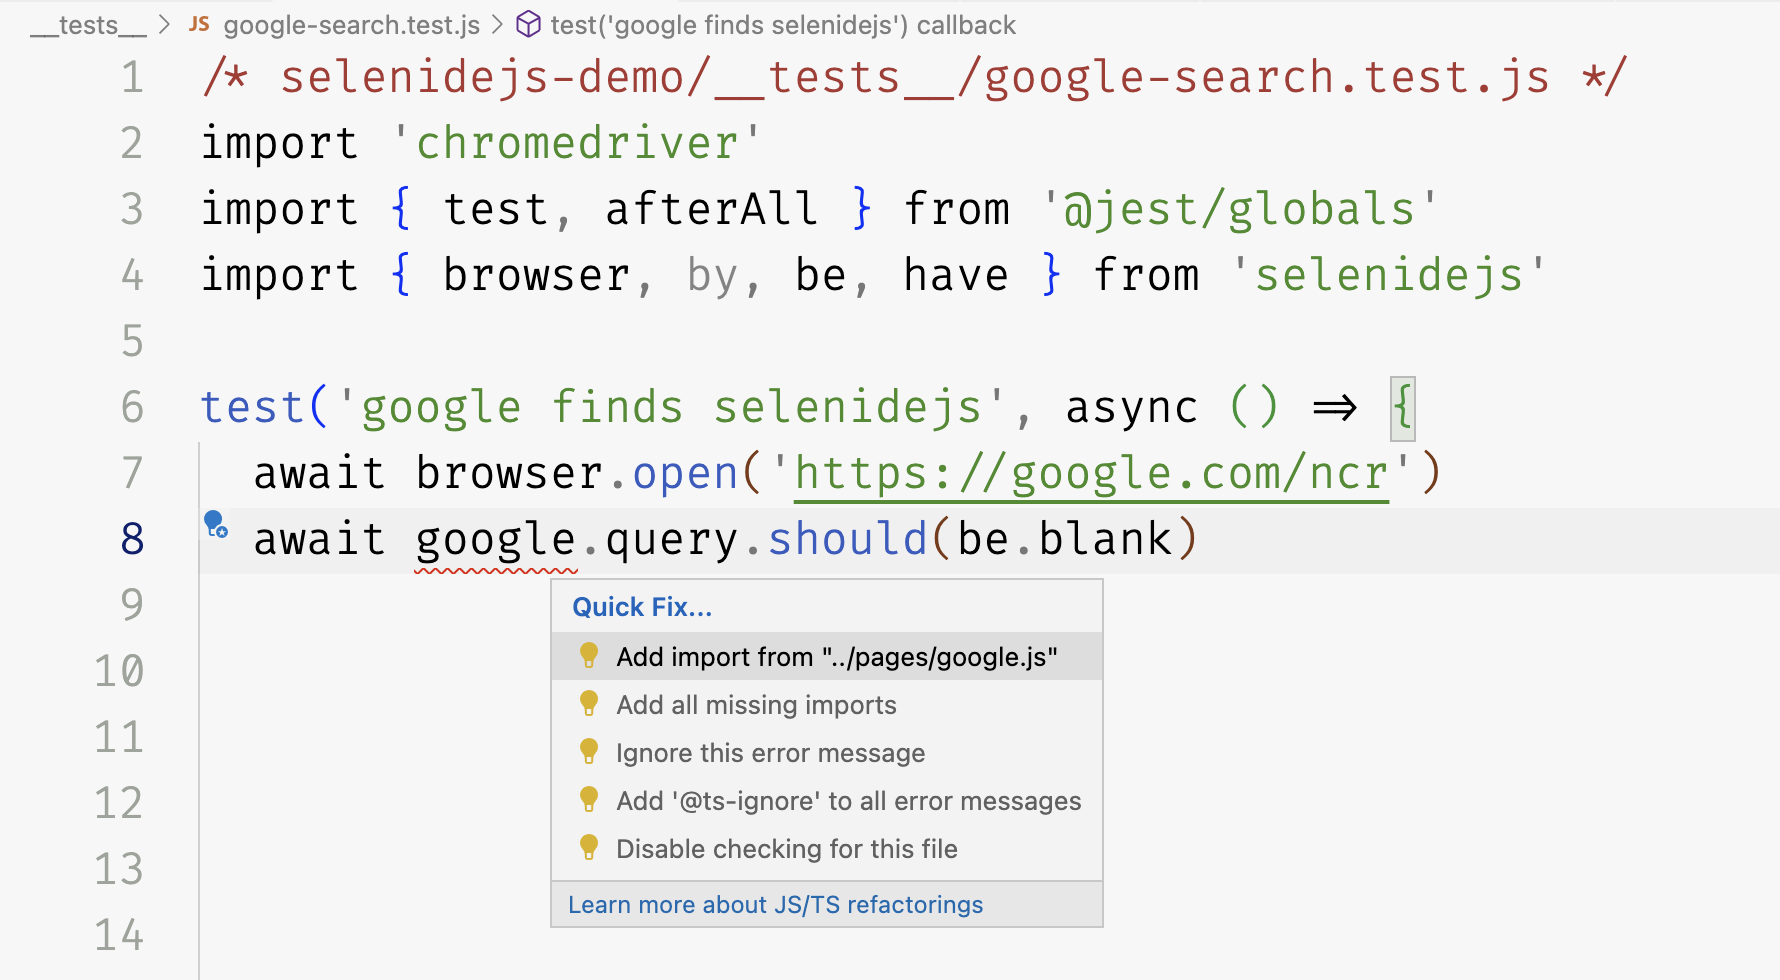 __tests__ > JS google-search.test.js > test('google finds selenidejs') callback
1 /* selenidejs-demo/__tests__/google-search.test.js */
2 import 'chromedriver'
3 import { test, afterAll } from '@jest/globals'
4 import { browser, by, be, have } from 'selenidejs'
5
6 test('google finds selenidejs', async () => {
7 await browser.open('https://google.com/ncr')
8 await google.query.should(be.blank)
9
Quick Fix...
10
Add import from "../pages/google.js"
Add all missing imports
11
Ignore this error message
12
Add '@ts-ignore' to all error messages
13
Disable checking for this file
Learn more about JS/TS refactorings
14